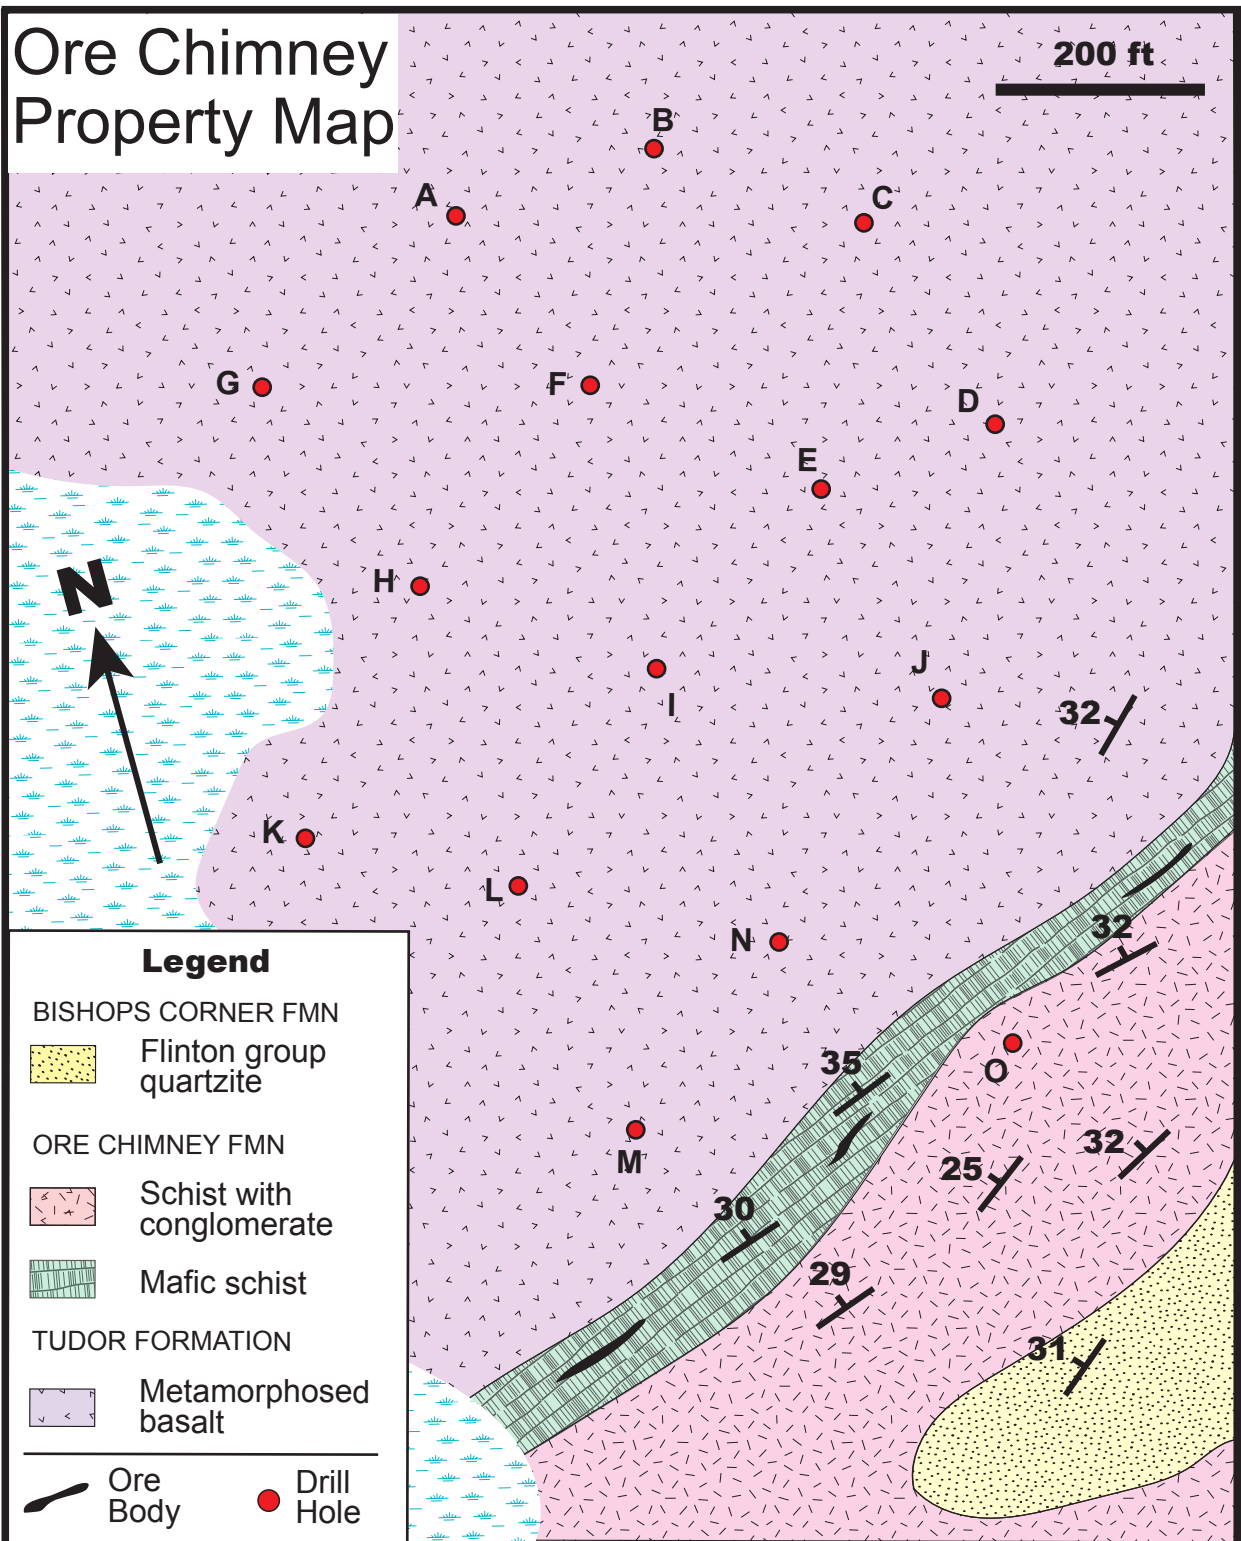 Ore Chimney
Property Map
200 ft
B
A
C
G
F
D
E
N
H
I
J
32
K
L
N
32
35
O
M
32
25
30
29
31
Legend
BISHOPS CORNER FMN
Flinton group
quartzite
ORE CHIMNEY FMN
Schist with
conglomerate
Mafic schist
TUDOR FORMATION
Metamorphosed
basalt
Ore
Body
Drill
Hole